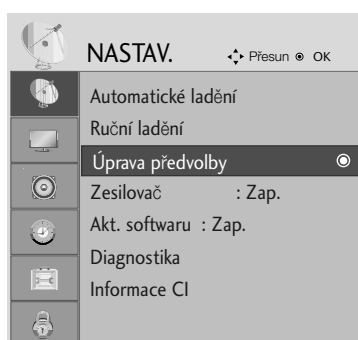 NASTAV. Přesun OK
Automatické ladění
Ruční ladění
Úprava předvolby
Zesilovač : Zap.
Akt. softwaru : Zap.
Diagnostika
Informace CI